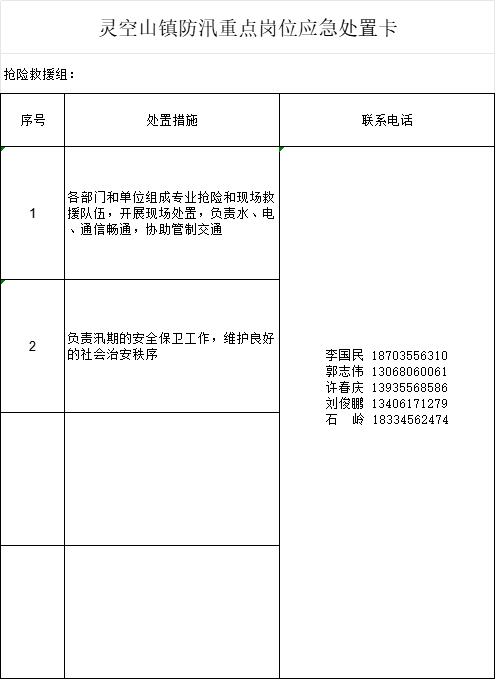 灵空山镇防汛重点岗位应急处置卡
抢险救援组：
序号 处置措施 联系电话
1
各部门和单位组成专业抢险和现场救
援队伍，开展现场处置，负责水、电
、通信畅通，协助管制交通
2
负责汛期的安全保卫工作，维护良好
的社会治安秩序
李国民 18703556310
郭志伟 13068060061
许春庆 13935568586
刘俊鹏 13406171279
石　岭 18334562474